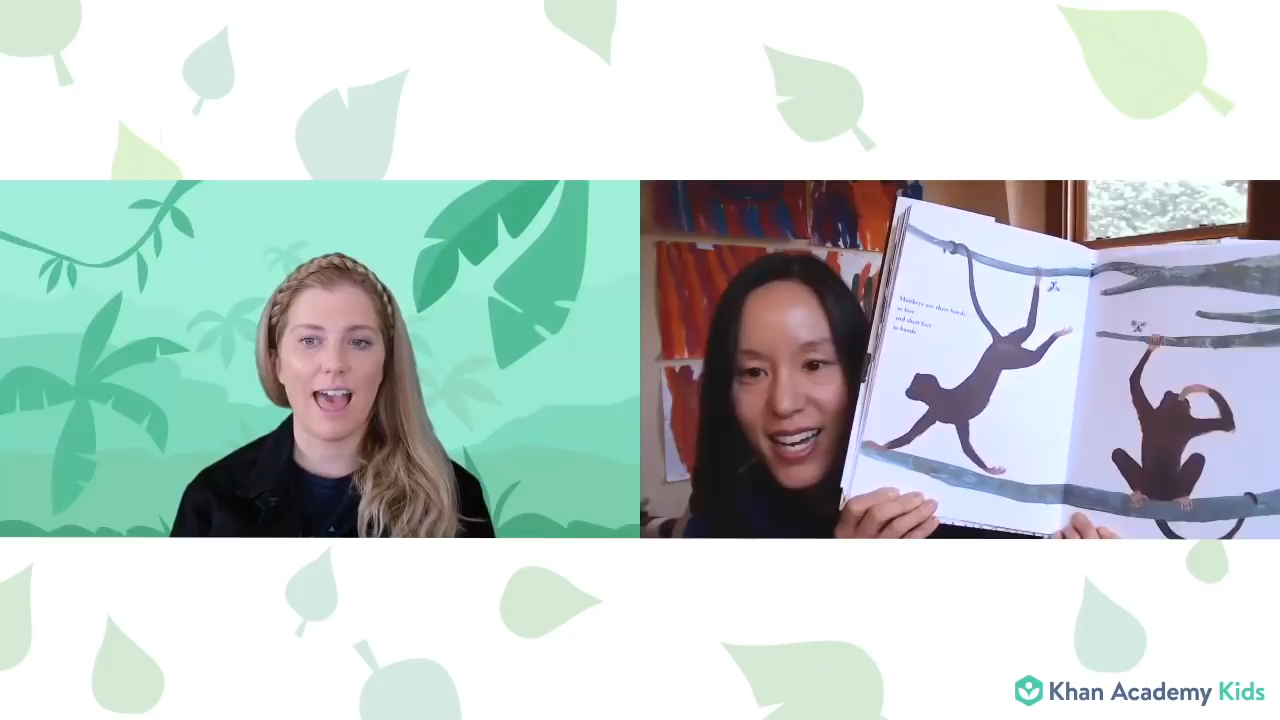 Monkeys use their hands
as feet
and their feet
as hands
Khan Academy Kids